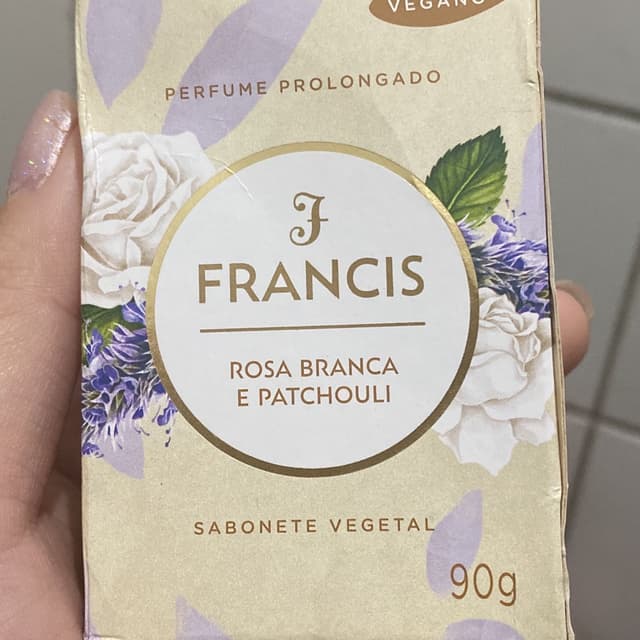 VEGANO
PERFUME PROLONGADO
F
FRANCIS
ROSA BRANCA
E PATCHOULI
SABONETE VEGETAL
90g